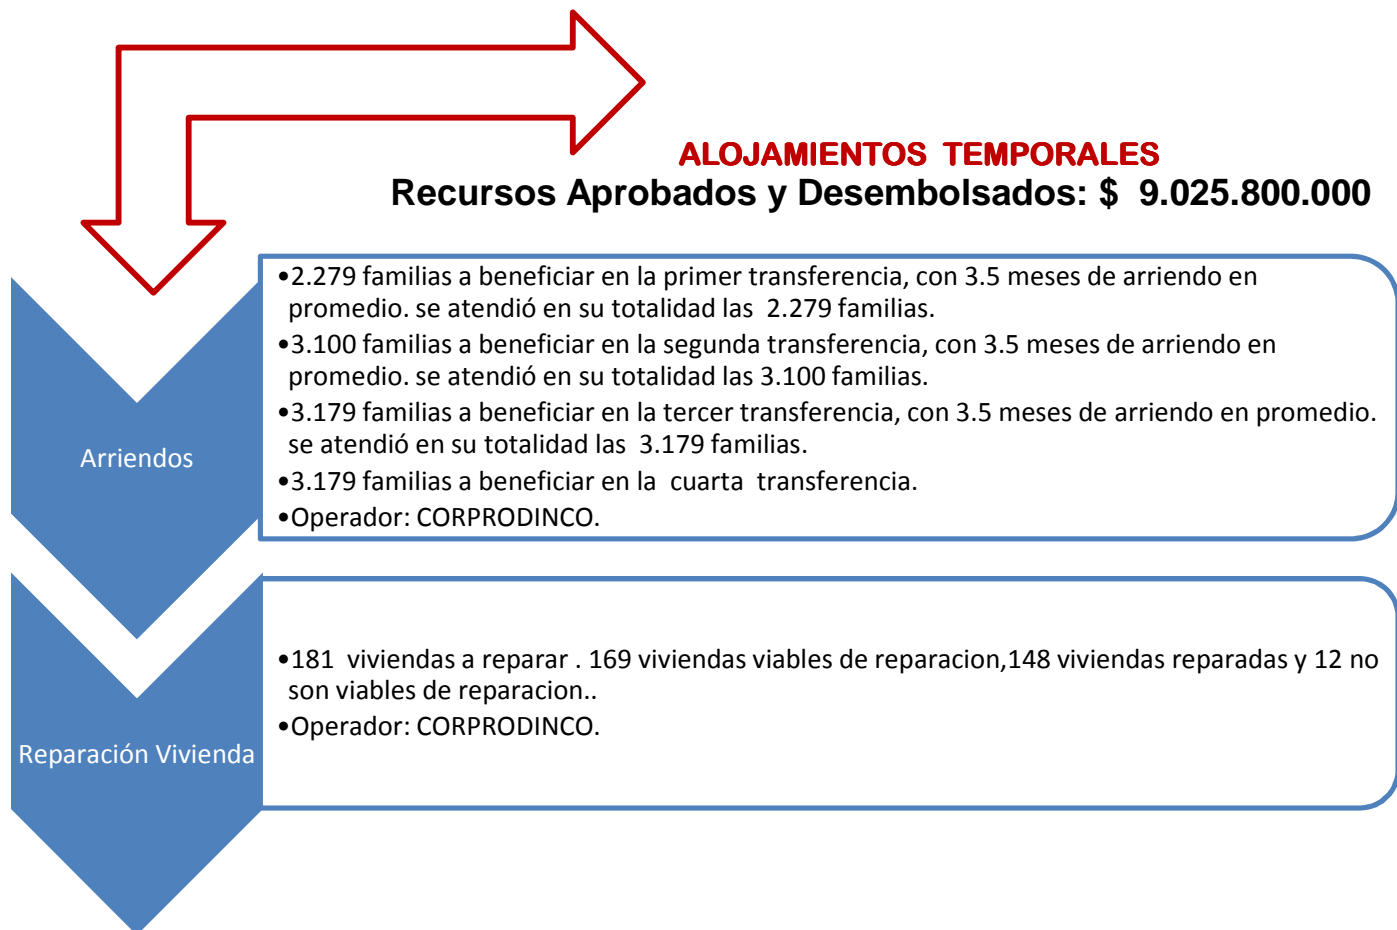 ALOJAMIENTOS TEMPORALES
Recursos Aprobados y Desembolsados: $ 9.025.800.000
Arriendos
•2.279 familias a beneficiar en la primer transferencia, con 3.5 meses de arriendo en
promedio. se atendió en su totalidad las 2.279 familias.
•3.100 familias a beneficiar en la segunda transferencia, con 3.5 meses de arriendo en
promedio. se atendió en su totalidad las 3.100 familias.
•3.179 familias a beneficiar en la tercer transferencia, con 3.5 meses de arriendo en promedio.
se atendió en su totalidad las 3.179 familias.
•3.179 familias a beneficiar en la cuarta transferencia.
•Operador: CORPRODINCO.
Reparación Vivienda
•181 viviendas a reparar . 169 viviendas viables de reparacion,148 viviendas reparadas y 12 no
son viables de reparacion..
•Operador: CORPRODINCO.